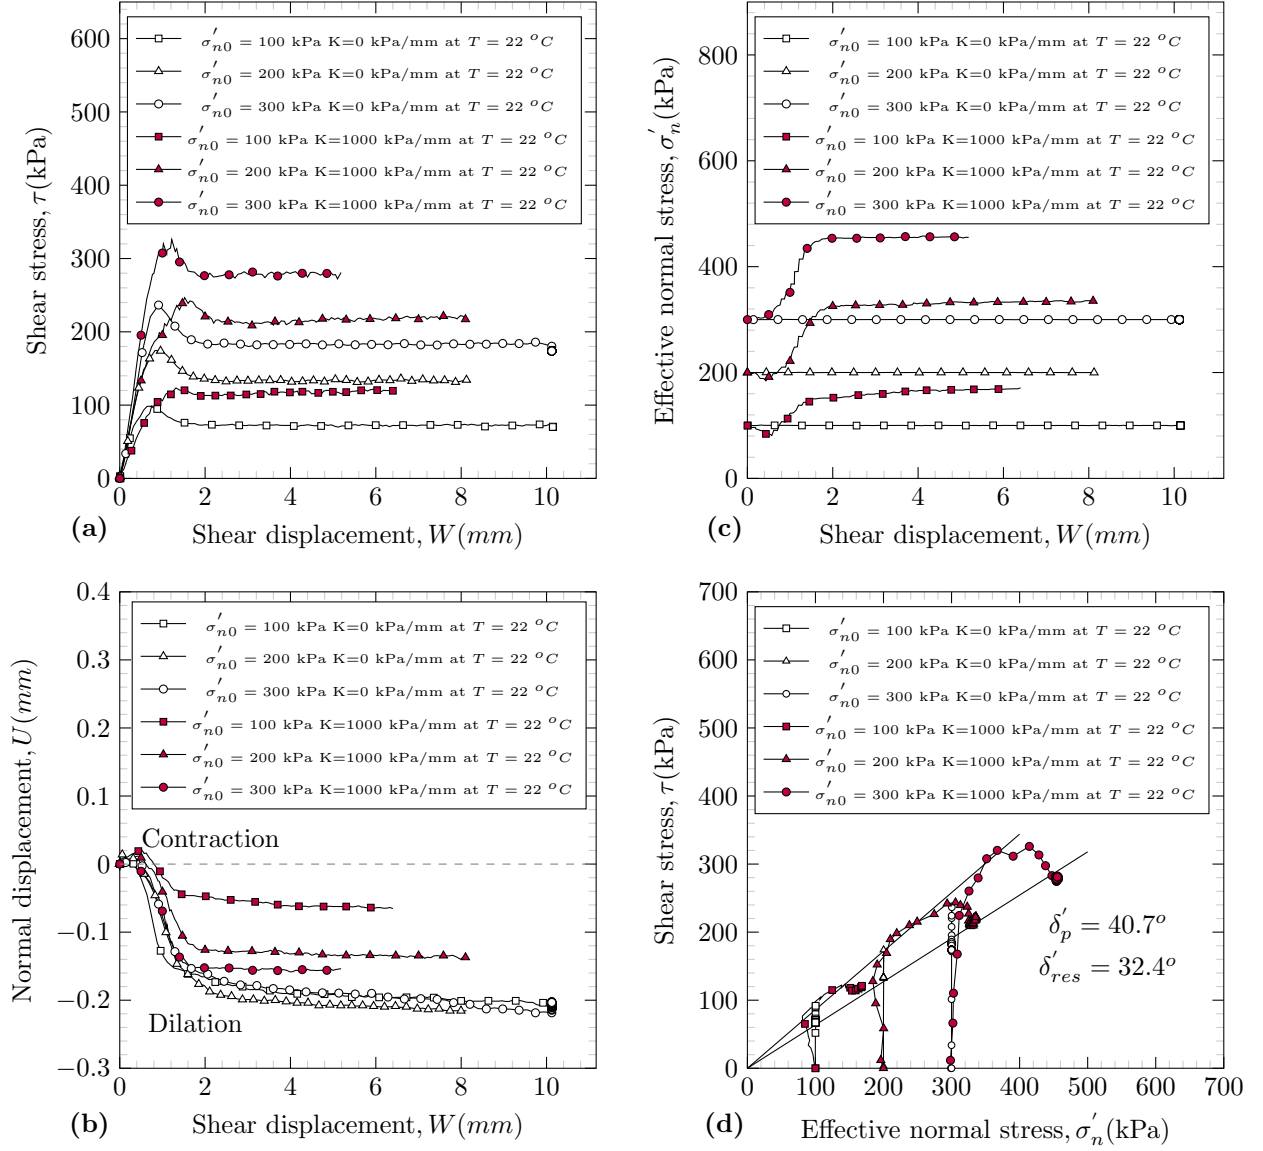 600
500
400
300
200
100
0
Shear stress, τ(kPa)
σ′n0 = 100 kPa K=0 kPa/mm at T = 22 °C
σ′n0 = 200 kPa K=0 kPa/mm at T = 22 °C
σ′n0 = 300 kPa K=0 kPa/mm at T = 22 °C
σ′n0 = 100 kPa K=1000 kPa/mm at T = 22 °C
σ′n0 = 200 kPa K=1000 kPa/mm at T = 22 °C
σ′n0 = 300 kPa K=1000 kPa/mm at T = 22 °C
0 2 4 6 8 10
(a)
Shear displacement, W(mm)
800
600
400
200
0
Effective normal stress, σ′n(kPa)
σ′n0 = 100 kPa K=0 kPa/mm at T = 22 °C
σ′n0 = 200 kPa K=0 kPa/mm at T = 22 °C
σ′n0 = 300 kPa K=0 kPa/mm at T = 22 °C
σ′n0 = 100 kPa K=1000 kPa/mm at T = 22 °C
σ′n0 = 200 kPa K=1000 kPa/mm at T = 22 °C
σ′n0 = 300 kPa K=1000 kPa/mm at T = 22 °C
0 2 4 6 8 10
(c)
Shear displacement, W(mm)
0.4
0.3
0.2
0.1
0
−0.1
−0.2
−0.3
Normal displacement, U(mm)
σ′n0 = 100 kPa K=0 kPa/mm at T = 22 °C
σ′n0 = 200 kPa K=0 kPa/mm at T = 22 °C
σ′n0 = 300 kPa K=0 kPa/mm at T = 22 °C
σ′n0 = 100 kPa K=1000 kPa/mm at T = 22 °C
σ′n0 = 200 kPa K=1000 kPa/mm at T = 22 °C
σ′n0 = 300 kPa K=1000 kPa/mm at T = 22 °C
Contraction
Dilation
0 2 4 6 8 10
(b)
Shear displacement, W(mm)
700
600
500
400
300
200
100
0
Shear stress, τ(kPa)
σ′n0 = 100 kPa K=0 kPa/mm at T = 22 °C
σ′n0 = 200 kPa K=0 kPa/mm at T = 22 °C
σ′n0 = 300 kPa K=0 kPa/mm at T = 22 °C
σ′n0 = 100 kPa K=1000 kPa/mm at T = 22 °C
σ′n0 = 200 kPa K=1000 kPa/mm at T = 22 °C
σ′n0 = 300 kPa K=1000 kPa/mm at T = 22 °C
δ′p = 40.7°
δ′res = 32.4°
0 100 200 300 400 500 600 700
(d)
Effective normal stress, σ′n(kPa)